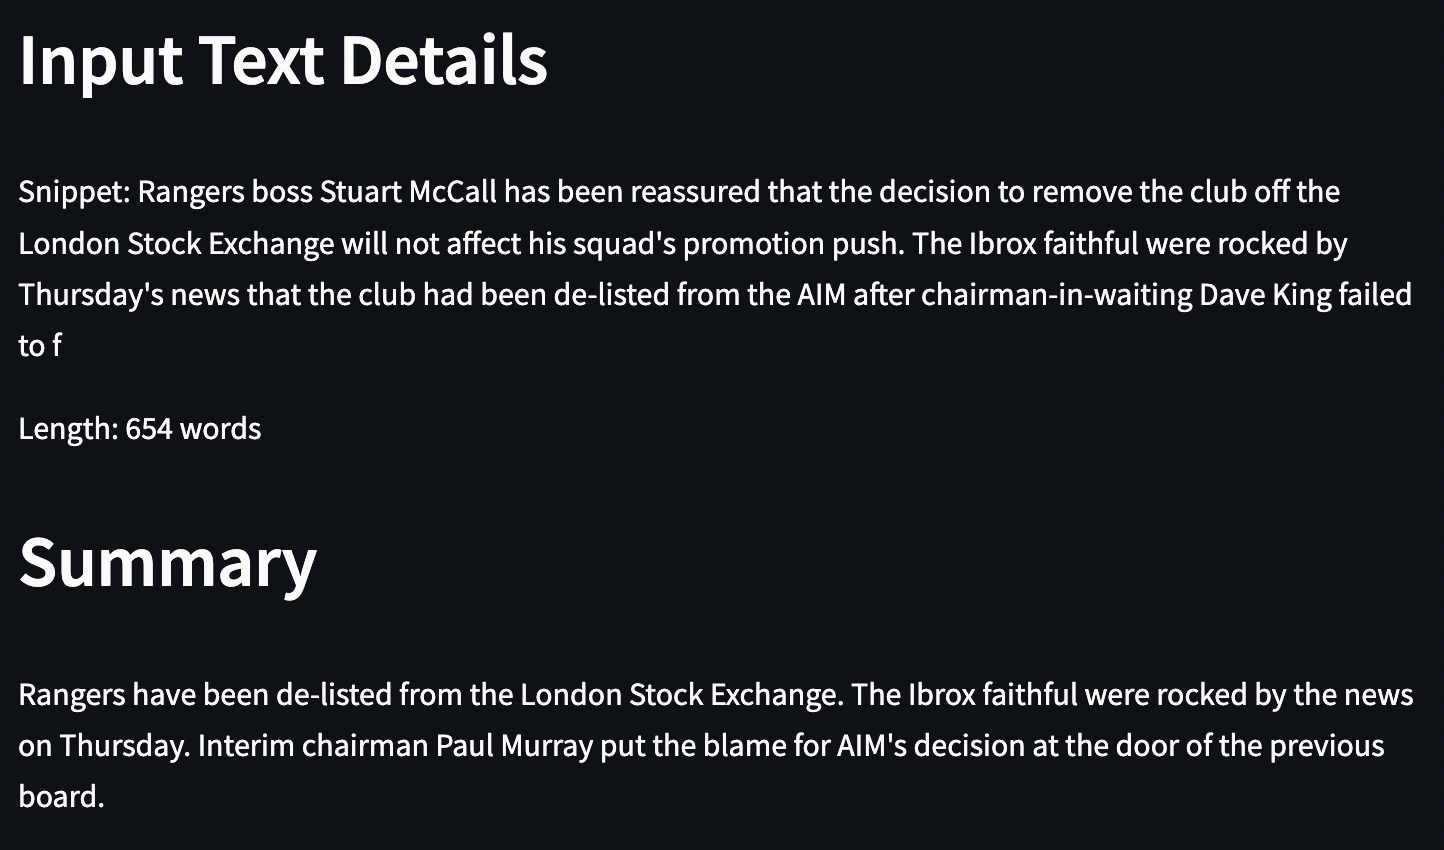 Input Text Details
Snippet: Rangers boss Stuart McCall has been reassured that the decision to remove the club off the
London Stock Exchange will not affect his squad's promotion push. The Ibrox faithful were rocked by
Thursday's news that the club had been de-listed from the AIM after chairman-in-waiting Dave King failed
to f
Length: 654 words
Summary
Rangers have been de-listed from the London Stock Exchange. The Ibrox faithful were rocked by the news
on Thursday. Interim chairman Paul Murray put the blame for AIM's decision at the door of the previous
board.